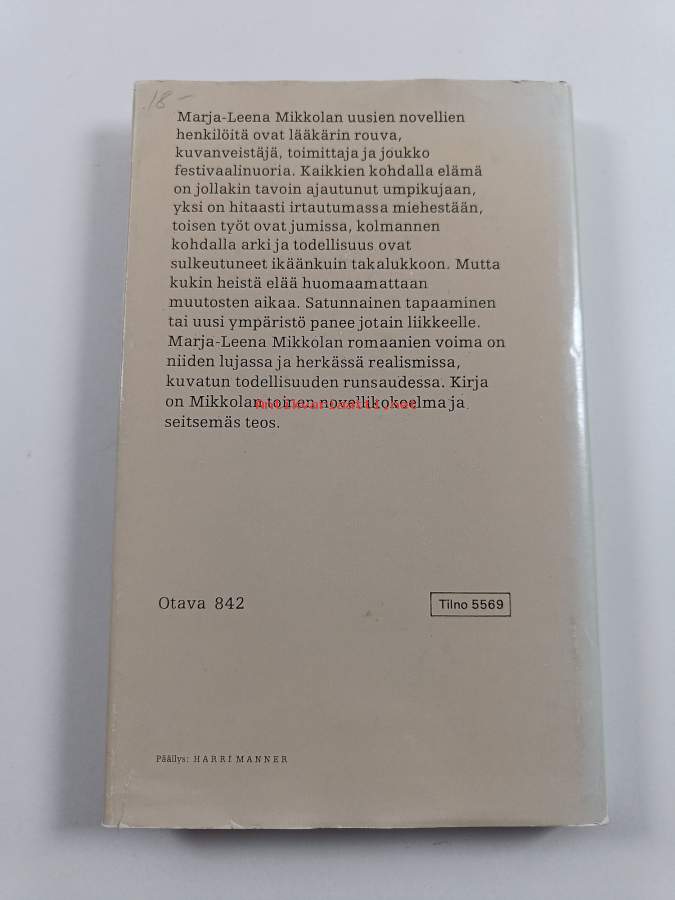 18-
Marja-Leena Mikkolan uusien novellien
henkilöitä ovat lääkärin rouva,
kuvanveistäjä, toimittaja ja joukko
festivaalinuoria. Kaikkien kohdalla elämä
on jollakin tavoin ajautunut umpikujaan,
yksi on hitaasti irtautumassa miehestään,
toisen työt ovat jumissa, kolmannen
kohdalla arki ja todellisuus ovat
sulkeutuneet ikäänkuin takalukkoon. Mutta
kukin heistä elää huomaamattaan
muutosten aikaa. Satunnainen tapaaminen
tai uusi ympäristö panee jotain liikkeelle.
Marja-Leena Mikkolan romaanien voima on
niiden lujassa ja herkässä realismissa,
kuvatun todellisuuden runsaudessa. Kirja
on Mikkolan toinen novellikokoelma ja
Antikvariaatti.net
seitsemäs teos.
Otava 842
Tilno 5569
Päällys: HARRI MANNER